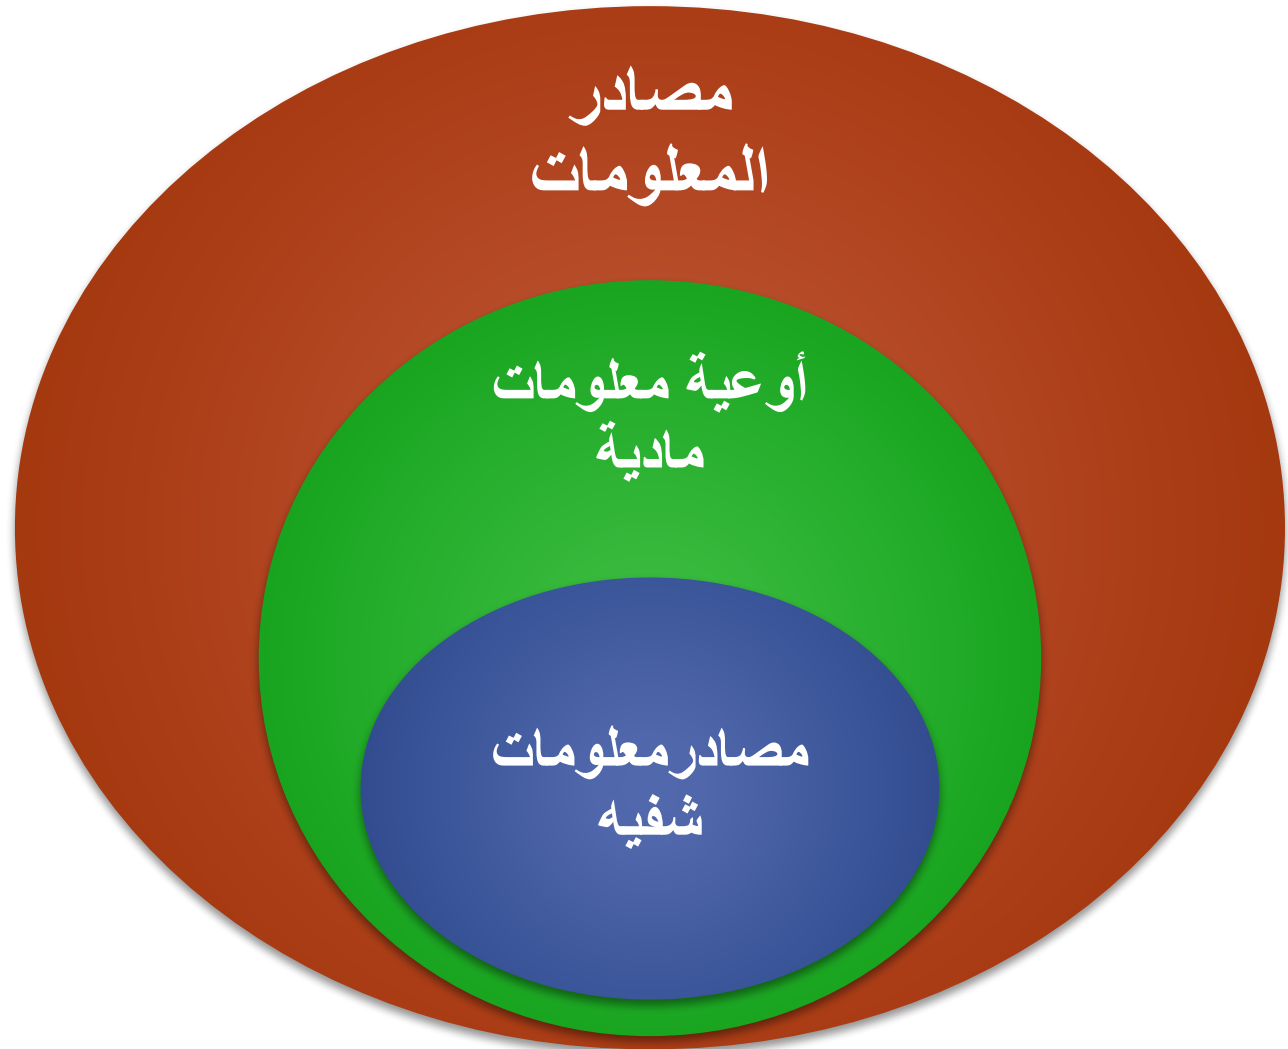 مصادر
المعلومات
أوعية معلومات
مادية
مصادرمعلومات
شفيه